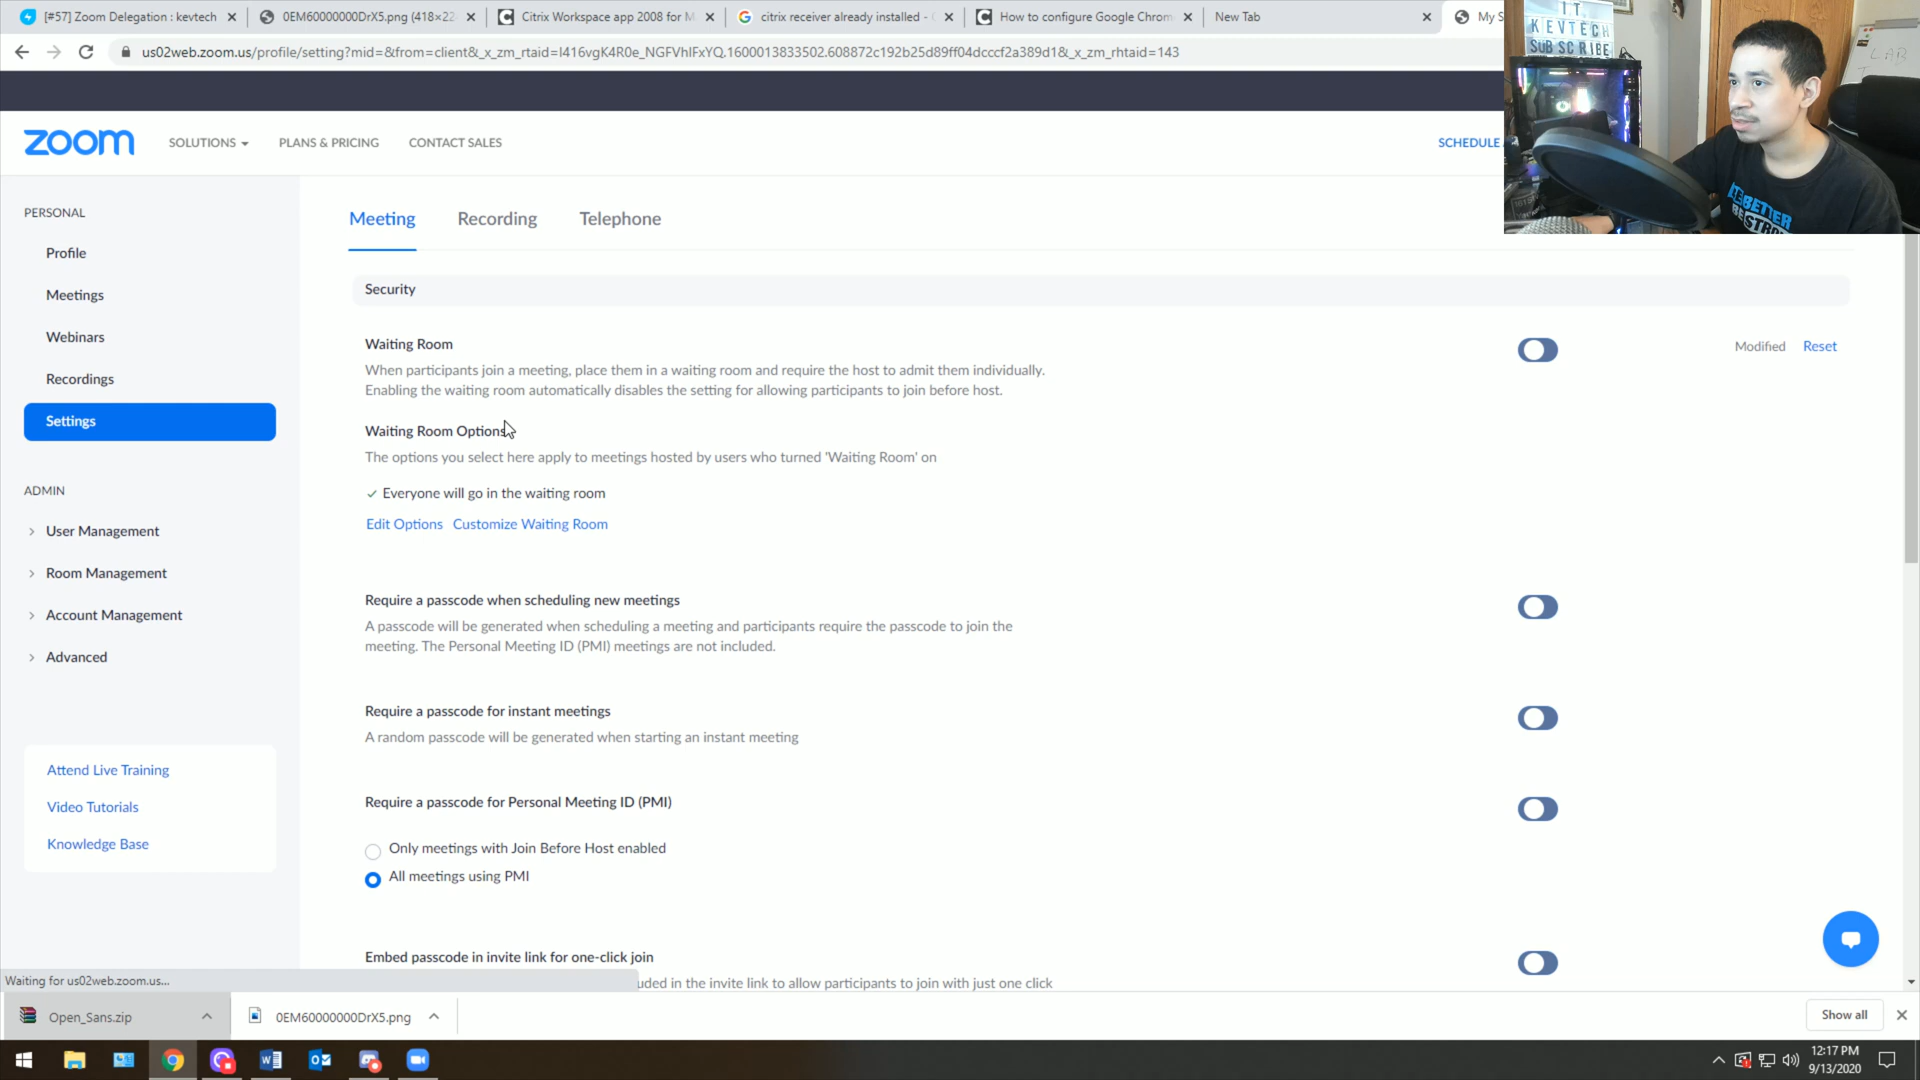 [#57] Zoom Delegation : kevtech
0EM60000000DrX5.png (418×22
Citrix Workspace app 2008 for M
citrix receiver already installed -
How to configure Google Chrom
New Tab
My S
us02web.zoom.us/profile/setting?mid=&from=client&_x_zm_rtaid=I416vgK4R0e_NGFVhIFxYQ.1600013833502.608872c192b25d89ff04dcccf2a389d1&_x_zm_rhtaid=143
I T
KEVTECH
SUBSCRIBE
LAB
BETTER
BE STRO
zoom
SOLUTIONS
PLANS & PRICING
CONTACT SALES
SCHEDULE
PERSONAL
Profile
Meetings
Webinars
Recordings
Settings
ADMIN
User Management
Room Management
Account Management
Advanced
Attend Live Training
Video Tutorials
Knowledge Base
Meeting
Recording
Telephone
Security
Waiting Room
Modified
Reset
When participants join a meeting, place them in a waiting room and require the host to admit them individually.
Enabling the waiting room automatically disables the setting for allowing participants to join before host.
Waiting Room Options
The options you select here apply to meetings hosted by users who turned 'Waiting Room' on
Everyone will go in the waiting room
Edit Options
Customize Waiting Room
Require a passcode when scheduling new meetings
A passcode will be generated when scheduling a meeting and participants require the passcode to join the
meeting. The Personal Meeting ID (PMI) meetings are not included.
Require a passcode for instant meetings
A random passcode will be generated when starting an instant meeting
Require a passcode for Personal Meeting ID (PMI)
Only meetings with Join Before Host enabled
All meetings using PMI
Embed passcode in invite link for one-click join
uded in the invite link to allow participants to join with just one click
Waiting for us02web.zoom.us...
Open_Sans.zip
0EM60000000DrX5.png
Show all
12:17 PM
9/13/2020